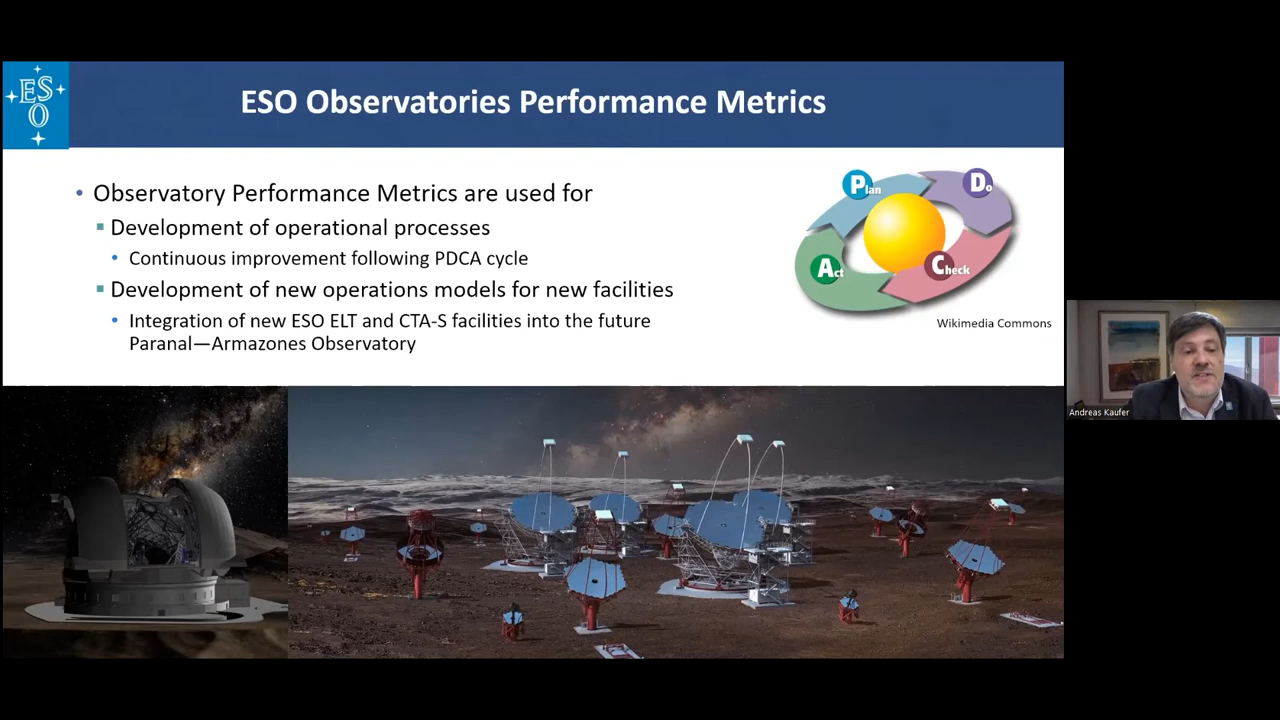 ESO
ESO Observatories Performance Metrics
• Observatory Performance Metrics are used for
▪ Development of operational processes
• Continuous improvement following PDCA cycle
▪ Development of new operations models for new facilities
• Integration of new ESO ELT and CTA-S facilities into the future
Paranal—Armazones Observatory
Plan
Do
Act
Check
Wikimedia Commons
Andreas Kaufer